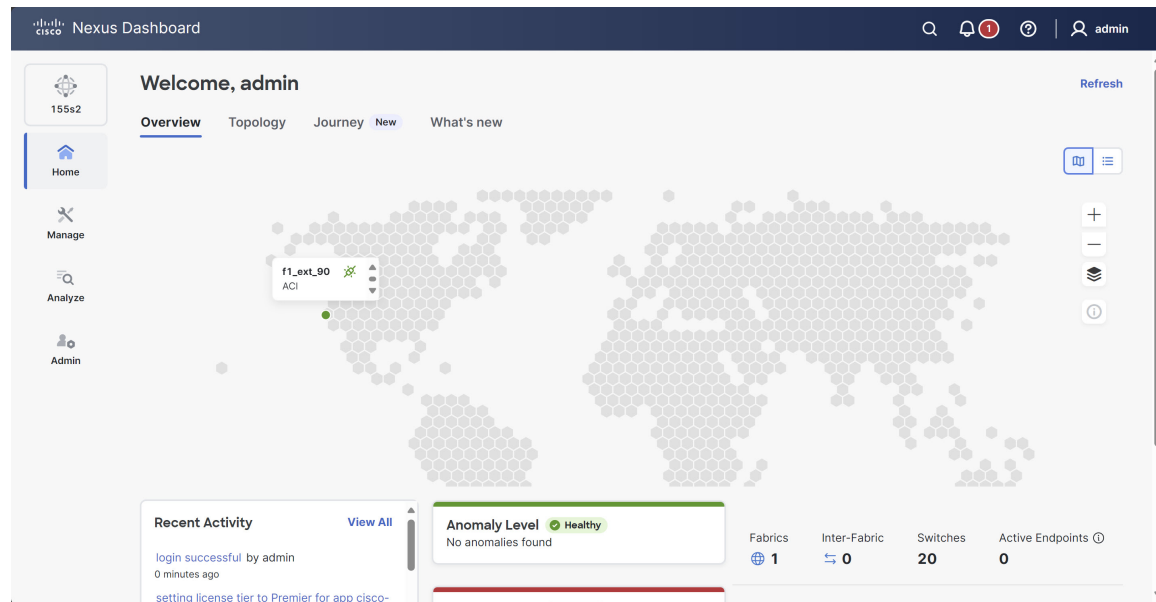 cisco Nexus Dashboard
1
admin
155s2
Home
Manage
Analyze
Admin
Welcome, admin
Refresh
Overview
Topology
Journey New
What's new
f1_ext_90
ACI
Recent Activity
View All
login successful by admin
0 minutes ago
setting license tier to Premier for app cisco-
Anomaly Level Healthy
No anomalies found
Fabrics
1
Inter-Fabric
0
Switches
20
Active Endpoints
0